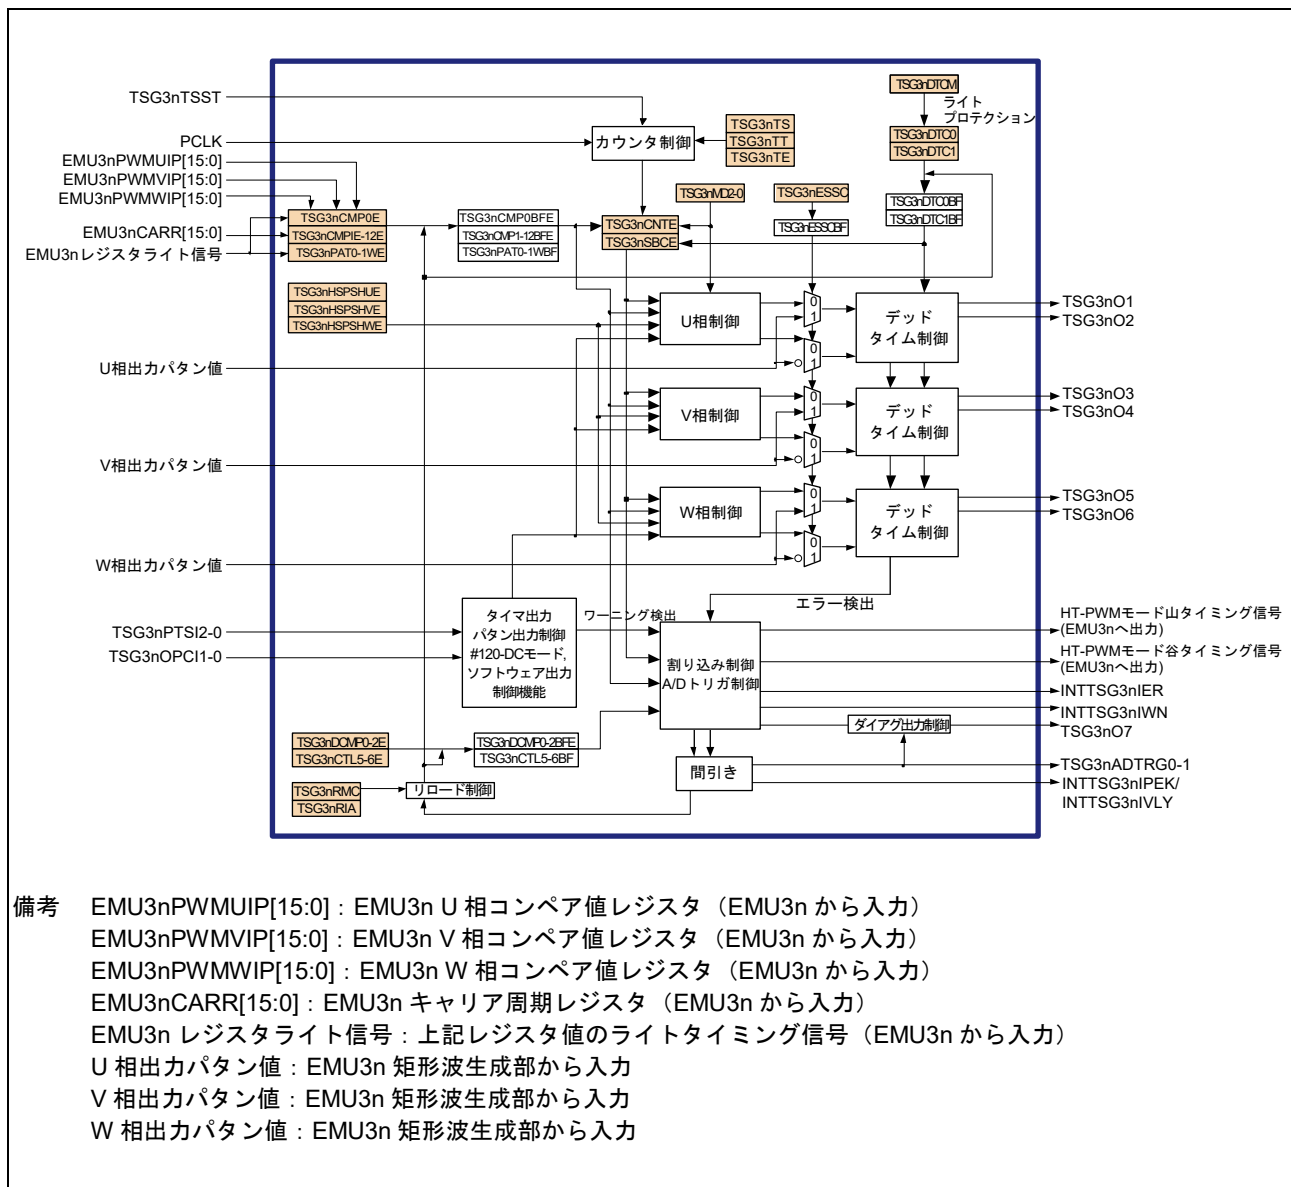 TSG3nTSST
PCLK
EMU3nPWMUIP[15:0]
EMU3nPWMVIP[15:0]
EMU3nPWMWIP[15:0]
EMU3nCARR[15:0]
EMU3nレジスタライト信号
U相出力パタン値
V相出力パタン値
W相出力パタン値
TSG3nPTSI2-0
TSG3nOPCI1-0
カウンタ制御
TSG3nTS
TSG3nTT
TSG3nTE
TSG3nDTCM
ライト
プロテクション
TSG3nDTC0
TSG3nDTC1
TSG3nDTC0BF
TSG3nDTC1BF
TSG3nMD2-0
TSG3nESSC
TSG3nESSCBF
TSG3nCMP0E
TSG3nCMPIE-12E
TSG3nPAT0-1WE
TSG3nCMP0BFE
TSG3nCMP1-12BFE
TSG3nPAT0-1WBF
TSG3nCNTE
TSG3nSBCE
TSG3nHSPSHUE
TSG3nHSPSHVE
TSG3nHSPSHWE
U相制御
0
1
0
1
デッド
タイム制御
TSG3nO1
TSG3nO2
V相制御
0
1
0
1
デッド
タイム制御
TSG3nO3
TSG3nO4
W相制御
0
1
0
1
デッド
タイム制御
TSG3nO5
TSG3nO6
タイマ出力
パタン出力制御
#120-DCモード,
ソフトウェア出力
制御機能
ワーニング検出
エラー検出
割り込み制御
A/Dトリガ制御
HT-PWMモード山タイミング信号
(EMU3nへ出力)
HT-PWMモード谷タイミング信号
(EMU3nへ出力)
INTTSG3nIER
INTTSG3nIWN
ダイアグ出力制御
TSG3nO7
TSG3nDCMP0-2E
TSG3nCTL5-6E
TSG3nDCMP0-2BFE
TSG3nCTL5-6BF
TSG3nRMC
TSG3nRIA
リロード制御
間引き
TSG3nADTRG0-1
INTTSG3nIPEK/
INTTSG3nIVLY
備考 EMU3nPWMUIP[15:0]：EMU3n U 相コンペア値レジスタ（EMU3n から入力）
EMU3nPWMVIP[15:0]：EMU3n V 相コンペア値レジスタ（EMU3n から入力）
EMU3nPWMWIP[15:0]：EMU3n W 相コンペア値レジスタ（EMU3n から入力）
EMU3nCARR[15:0]：EMU3n キャリア周期レジスタ（EMU3n から入力）
EMU3n レジスタライト信号：上記レジスタ値のライトタイミング信号（EMU3n から入力）
U 相出力パタン値：EMU3n 矩形波生成部から入力
V 相出力パタン値：EMU3n 矩形波生成部から入力
W 相出力パタン値：EMU3n 矩形波生成部から入力